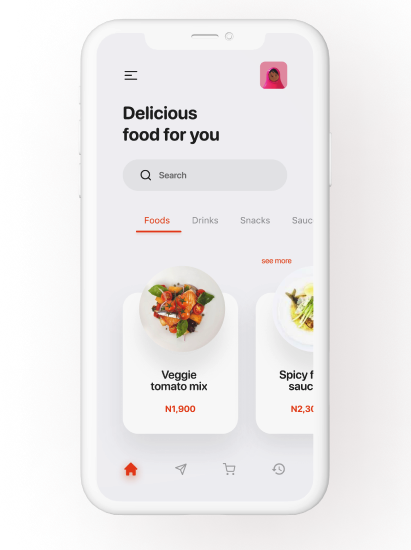 Delicious
food for you
Search
Foods Drinks Snacks Sauc
see more
Veggie
tomato mix
N1,900
Spicy f
sauc
N2,30